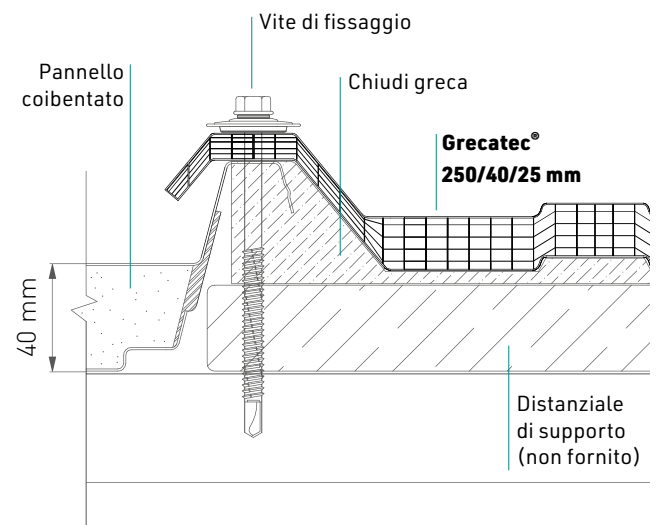 Vite di fissaggio
Pannello
coibentato
Chiudi greca
Grecatec®
250/40/25 mm
40 mm
Distanziale
di supporto
(non fornito)